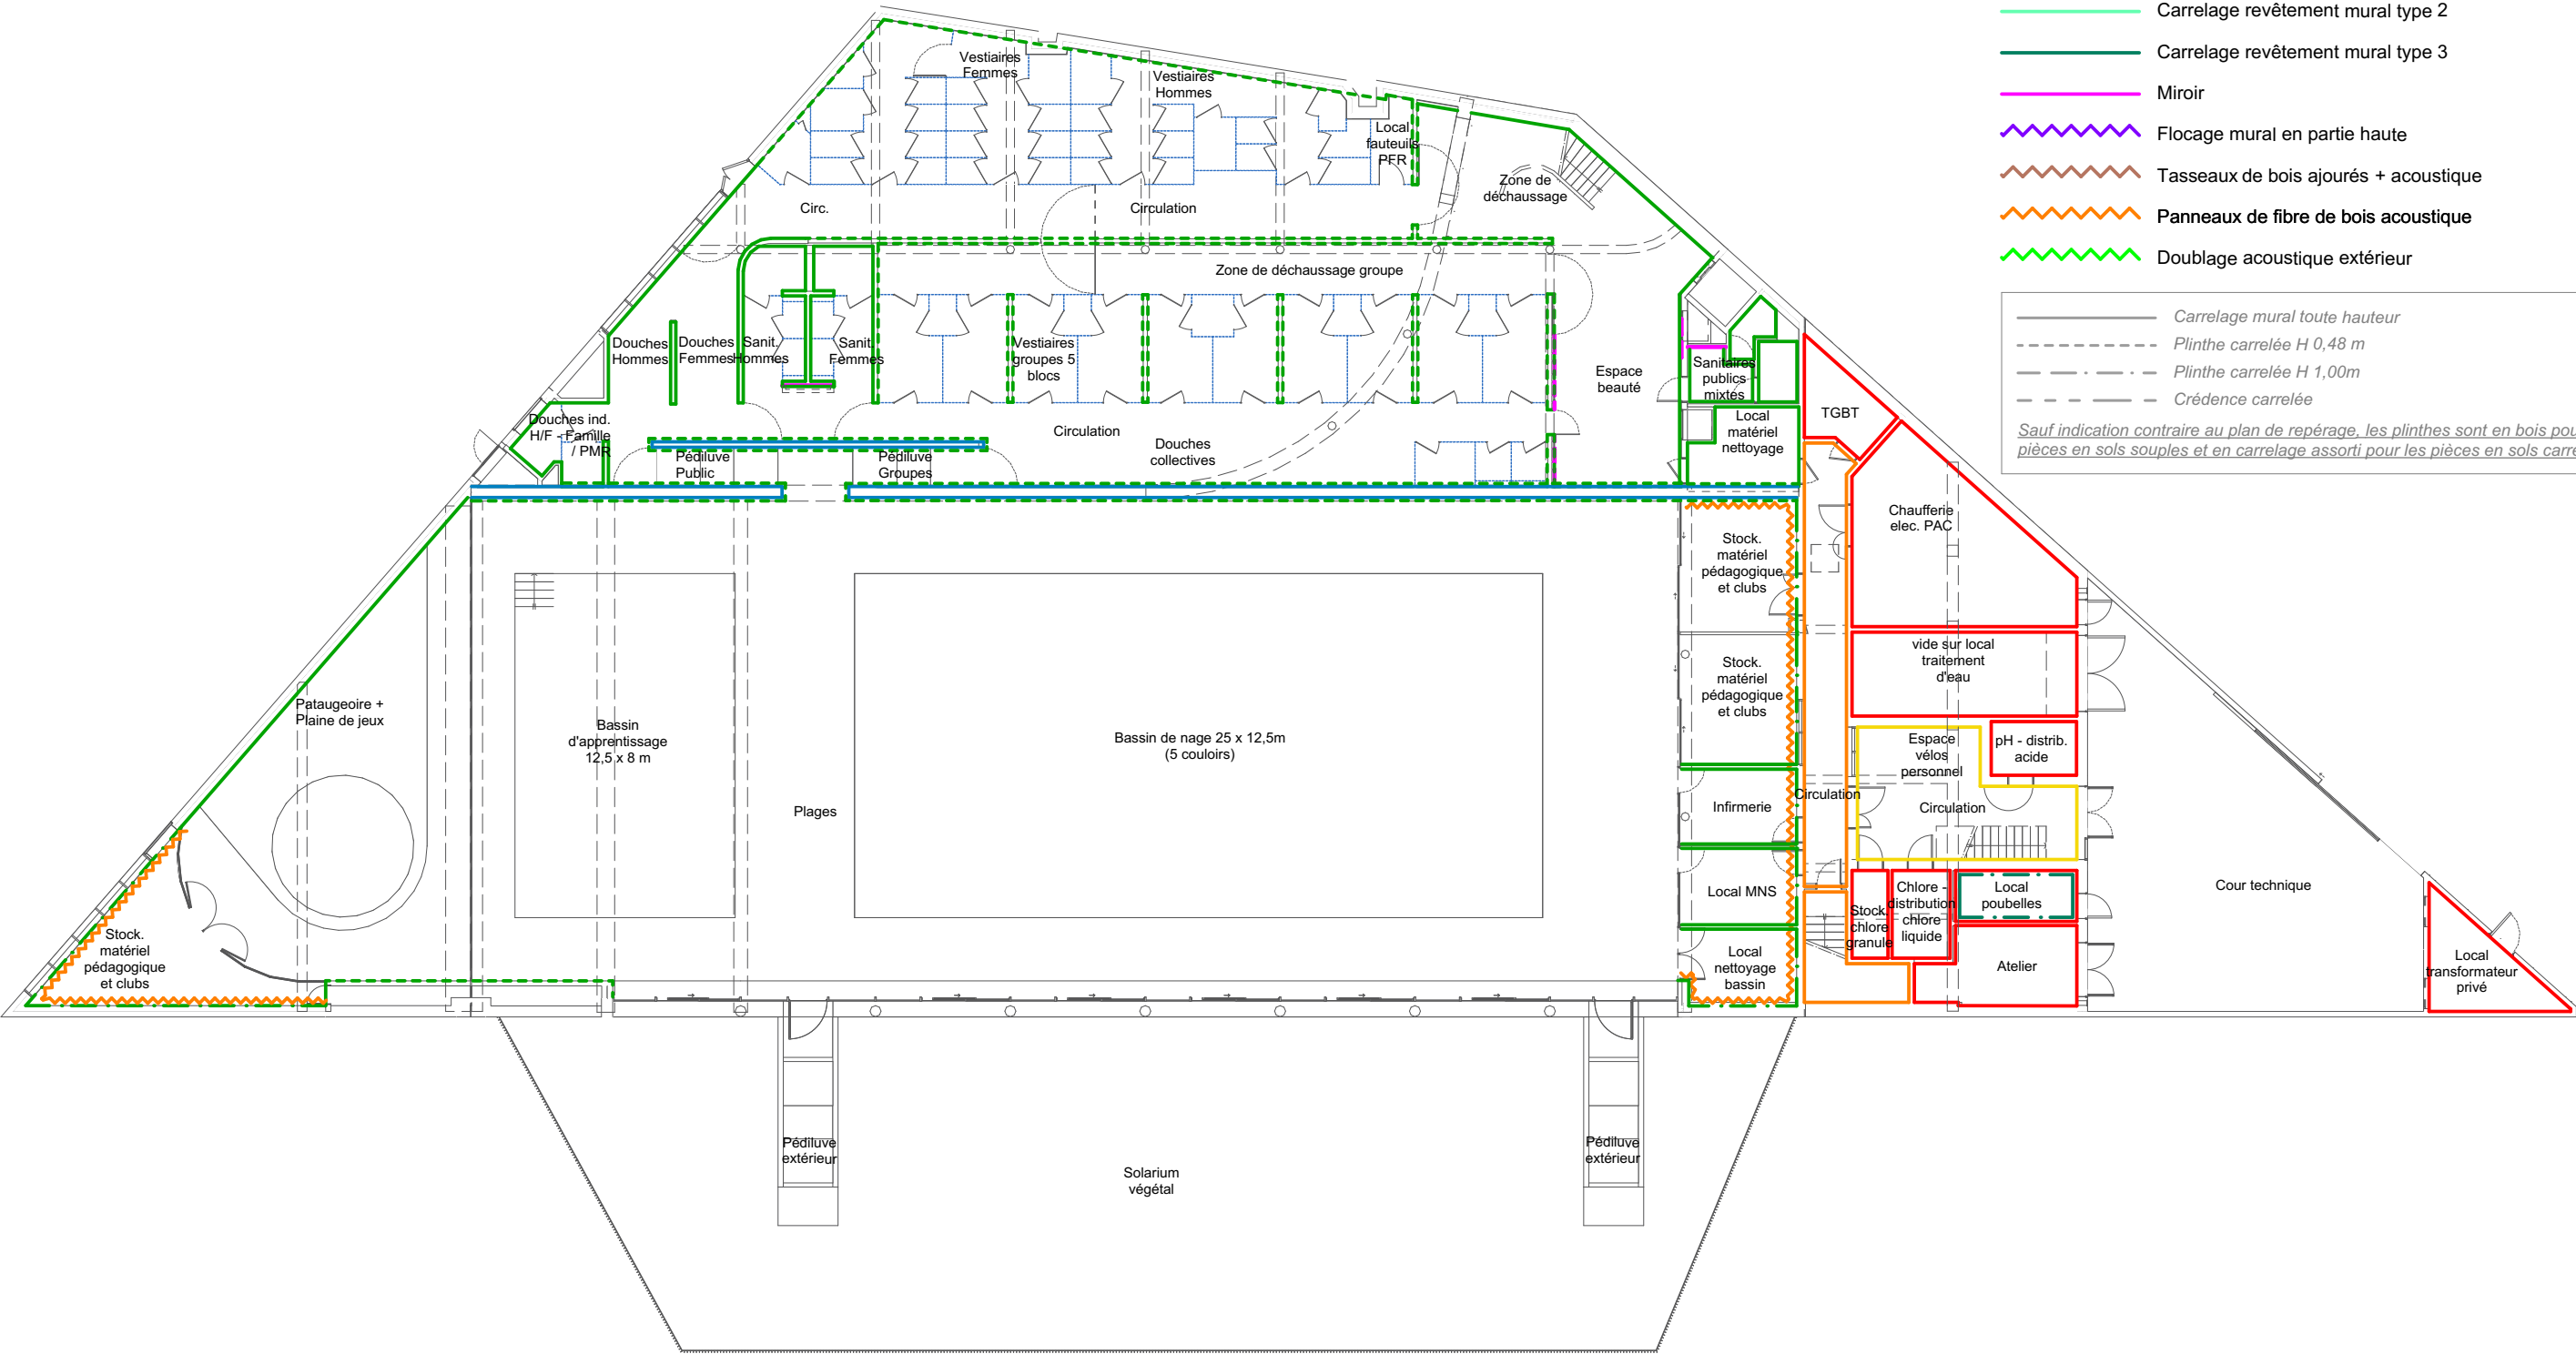 Carrelage revêtement mural type 2
Carrelage revêtement mural type 3
Miroir
Flocage mural en partie haute
Tasseaux de bois ajourés + acoustique
Panneaux de fibre de bois acoustique
Doublage acoustique extérieur
Carrelage mural toute hauteur
Plinthe carrelée H 0,48 m
Plinthe carrelée H 1,00m
Crédence carrelée
Sauf indication contraire au plan de repérage, les plinthes sont en bois pou
pièces en sols souples et en carrelage assorti pour les pièces en sols carre
Vestiaires
Femmes
Vestiaires
Hommes
Local
fauteuils
PFR
Zone de
déchaussage
Circ.
Circulation
Zone de déchaussage groupe
Douches
Hommes
Douches
Femmes
Sanit.
Hommes
Sanit.
Femmes
Vestiaires
groupes 5
blocs
Espace
beauté
Sanitaires
publics
mixtes
Local
matériel
nettoyage
TGBT
Douches ind.
H/F - Famille
/ PMR
Circulation
Douches
collectives
Pédiluve
Public
Pédiluve
Groupes
Chaufferie
elec. PAC
Stock.
matériel
pédagogique
et clubs
vide sur local
traitement
d'eau
Stock.
matériel
pédagogique
et clubs
Pataugeoire +
Plaine de jeux
Bassin
d'apprentissage
12,5 x 8 m
Bassin de nage 25 x 12,5m
(5 couloirs)
Espace
vélos
personnel
pH - distrib.
acide
Plages
Infirmerie
Circulation
Circulation
Local MNS
Stock.
chlore
granule
Chlore -
distribution
chlore
liquide
Local
poubelles
Cour technique
Stock.
matériel
pédagogique
et clubs
Local
nettoyage
bassin
Atelier
Local
transformateur
privé
Pédiluve
extérieur
Pédiluve
extérieur
Solarium
végétal